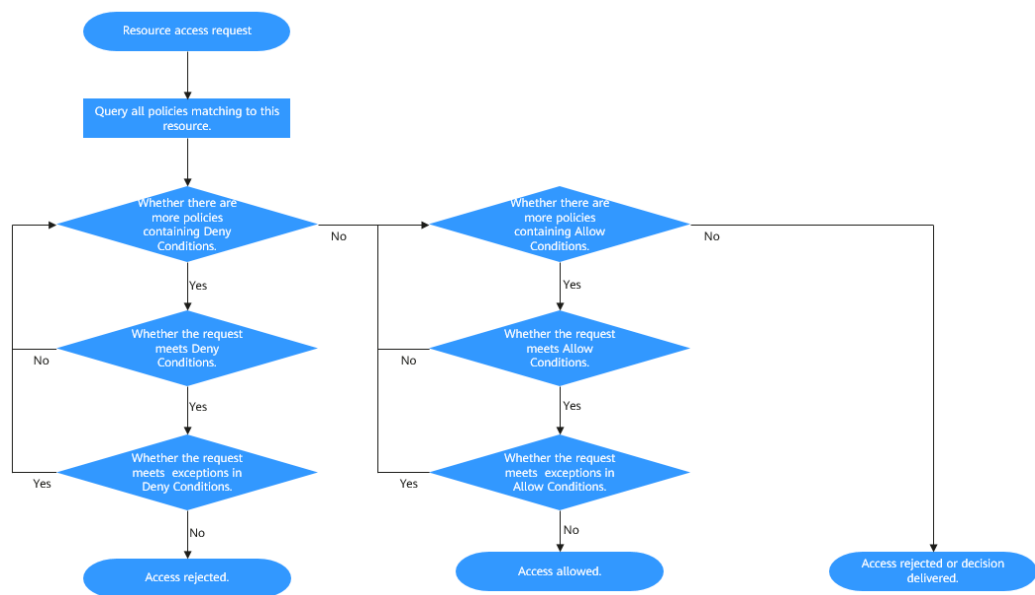 Resource access request
Query all policies matching to this
resource.
Whether there are
more policies
containing Deny
Conditions.
No
Whether there are
more policies
containing Allow
Conditions.
No
Yes
Yes
Whether the request
meets Deny
Conditions.
No
Whether the request
meets Allow
Conditions.
No
Yes
Yes
Whether the request
meets  exceptions in
Deny Conditions.
Yes
Whether the request
meets  exceptions in
Allow Conditions.
Yes
No
No
Access rejected.
Access allowed.
Access rejected or decision
delivered.